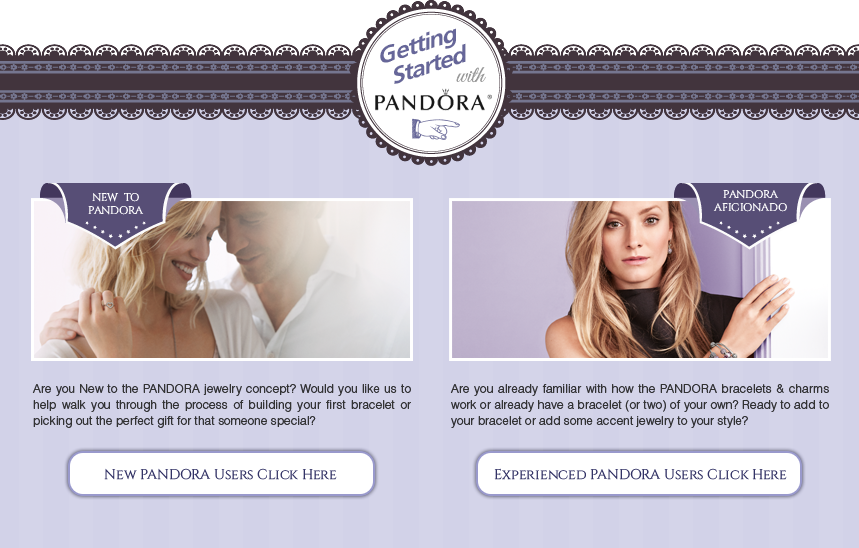 Getting
Started
with
PANDORA®
NEW TO
PANDORA
PANDORA
AFICIONADO
Are you New to the PANDORA jewelry concept? Would you like us to
help walk you through the process of building your first bracelet or
picking out the perfect gift for that someone special?
Are you already familiar with how the PANDORA bracelets & charms
work or already have a bracelet (or two) of your own? Ready to add to
your bracelet or add some accent jewelry to your style?
New PANDORA Users Click Here
Experienced PANDORA Users Click Here